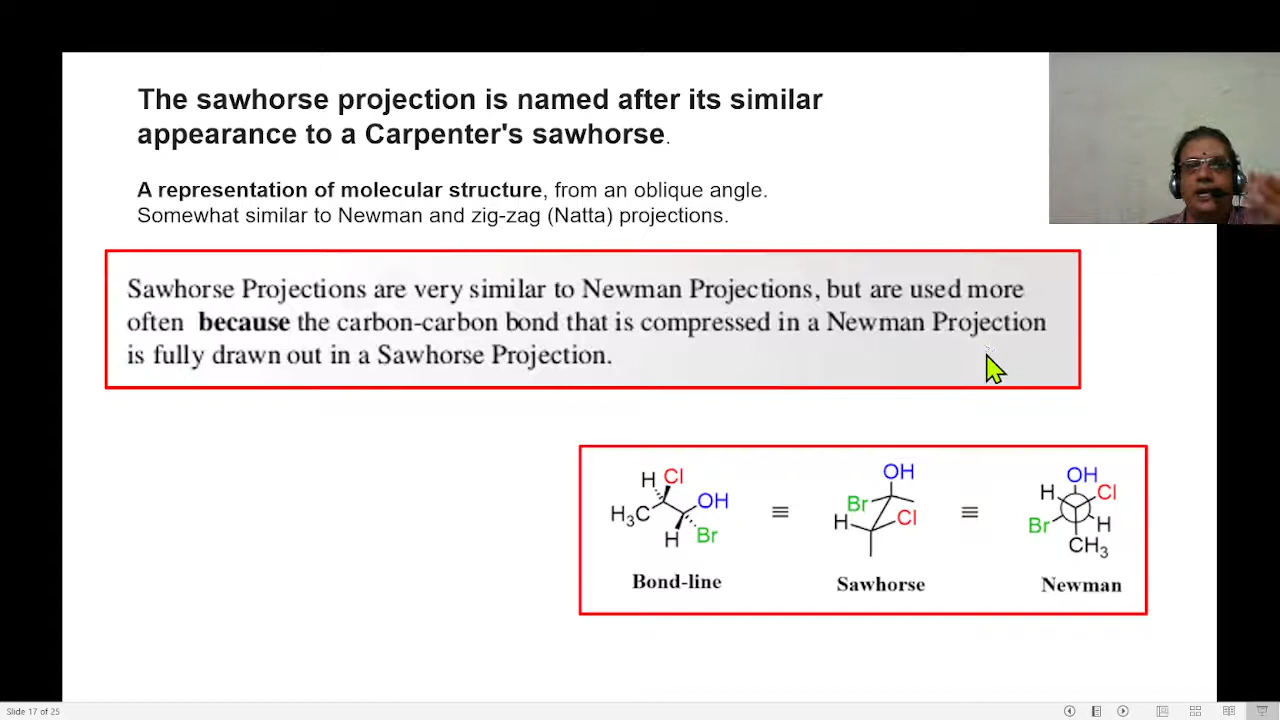 The sawhorse projection is named after its similar
appearance to a Carpenter's sawhorse.
A representation of molecular structure, from an oblique angle.
Somewhat similar to Newman and zig-zag (Natta) projections.
Sawhorse Projections are very similar to Newman Projections, but are used more
often because the carbon-carbon bond that is compressed in a Newman Projection
is fully drawn out in a Sawhorse Projection.
H Cl
OH
H₃C
H Br
≡
OH
Br
H Cl
≡
OH
H Cl
Br H
CH₃
Bond-line
Sawhorse
Newman
Slide 17 of 25